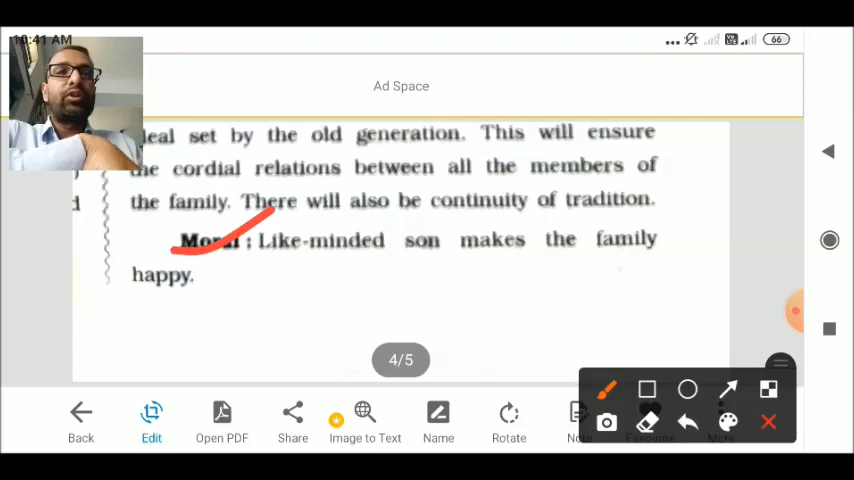 10:41 AM
66
Ad Space
deal set by the old generation. This will ensure
the cordial relations between all the members of
the family. There will also be continuity of tradition.
Moral : Like-minded son makes the family
happy.
4/5
Back
Edit
Open PDF
Share
Image to Text
Name
Rotate
More